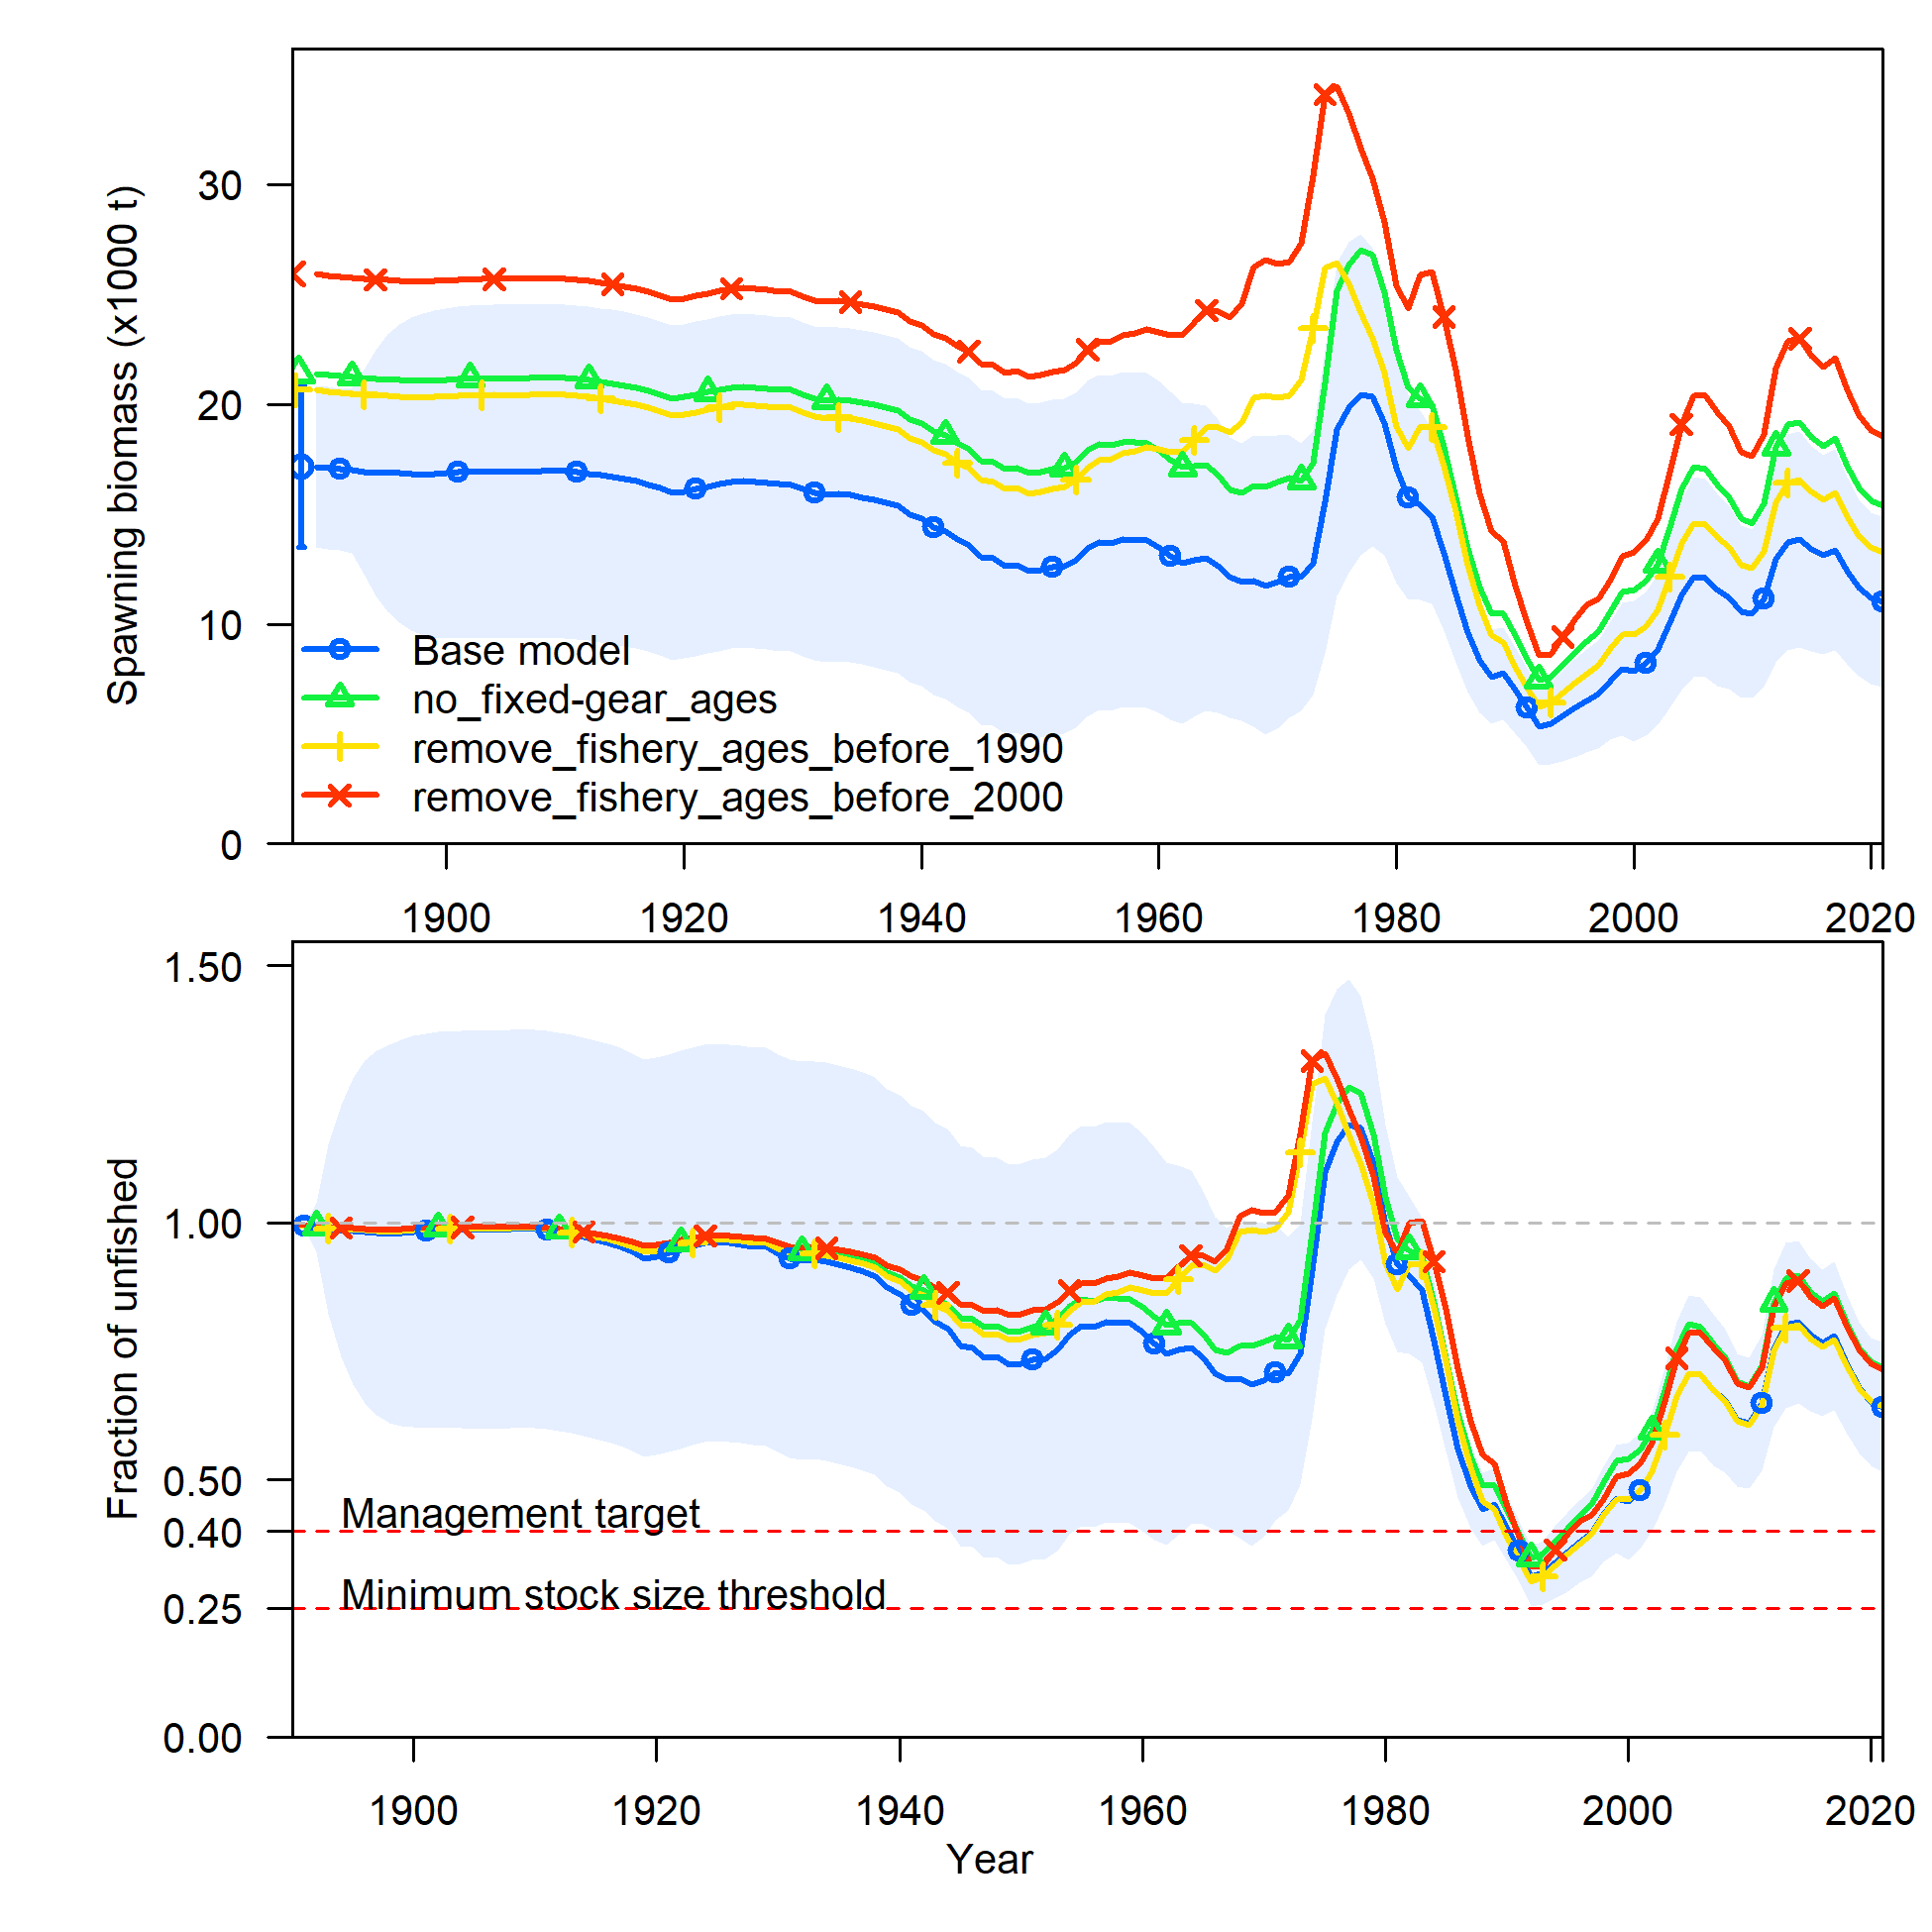 Spawning biomass (x1000 t)
30
20
10
0
Base model
no_fixed-gear_ages
remove_fishery_ages_before_1990
remove_fishery_ages_before_2000
1900 1920 1940 1960 1980 2000 2020
Fraction of unfished
1.50
1.00
0.50
0.40
0.25
0.00
Management target
Minimum stock size threshold
1900 1920 1940 1960 1980 2000 2020
Year